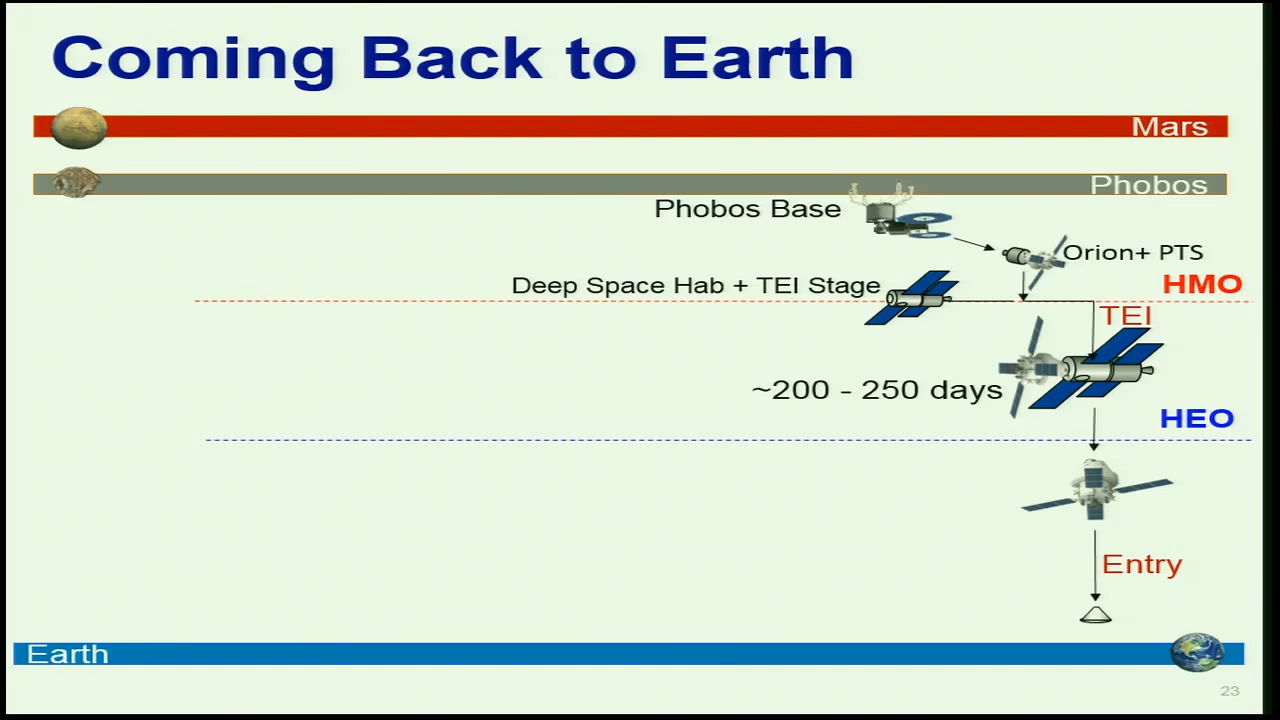 Coming Back to Earth
Mars
Phobos
Phobos Base
Orion+ PTS
Deep Space Hab + TEI Stage
HMO
TEI
~200 - 250 days
HEO
Entry
Earth
23